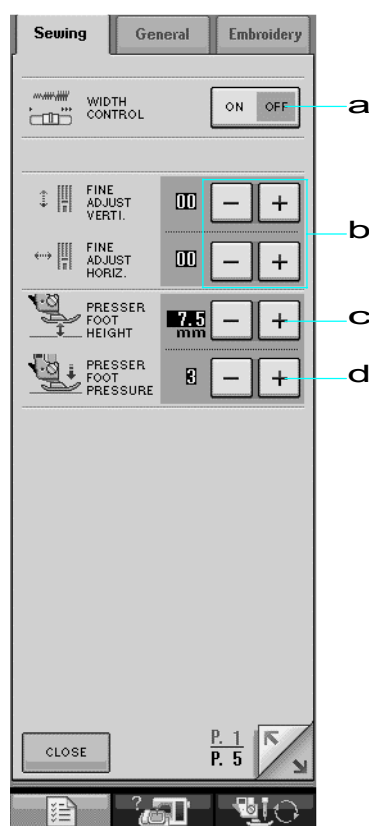 Sewing General Embroidery
WIDTH
CONTROL
ON OFF
a
FINE
ADJUST
VERTI.
00 - +
b
FINE
ADJUST
HORIZ.
00 - +
PRESSER
FOOT
HEIGHT
7.5
mm
- +
c
PRESSER
FOOT
PRESSURE
3 - +
d
CLOSE
P. 1
P. 5
?